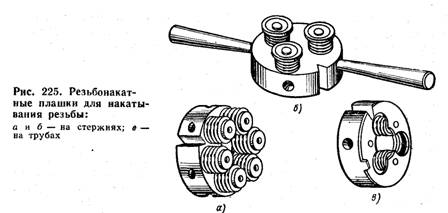 Рис. 225. Резьбонакат-
ные плашки для накаты-
вания резьбы:
а и б — на стержнях; в —
на трубах
б)
а)
в)